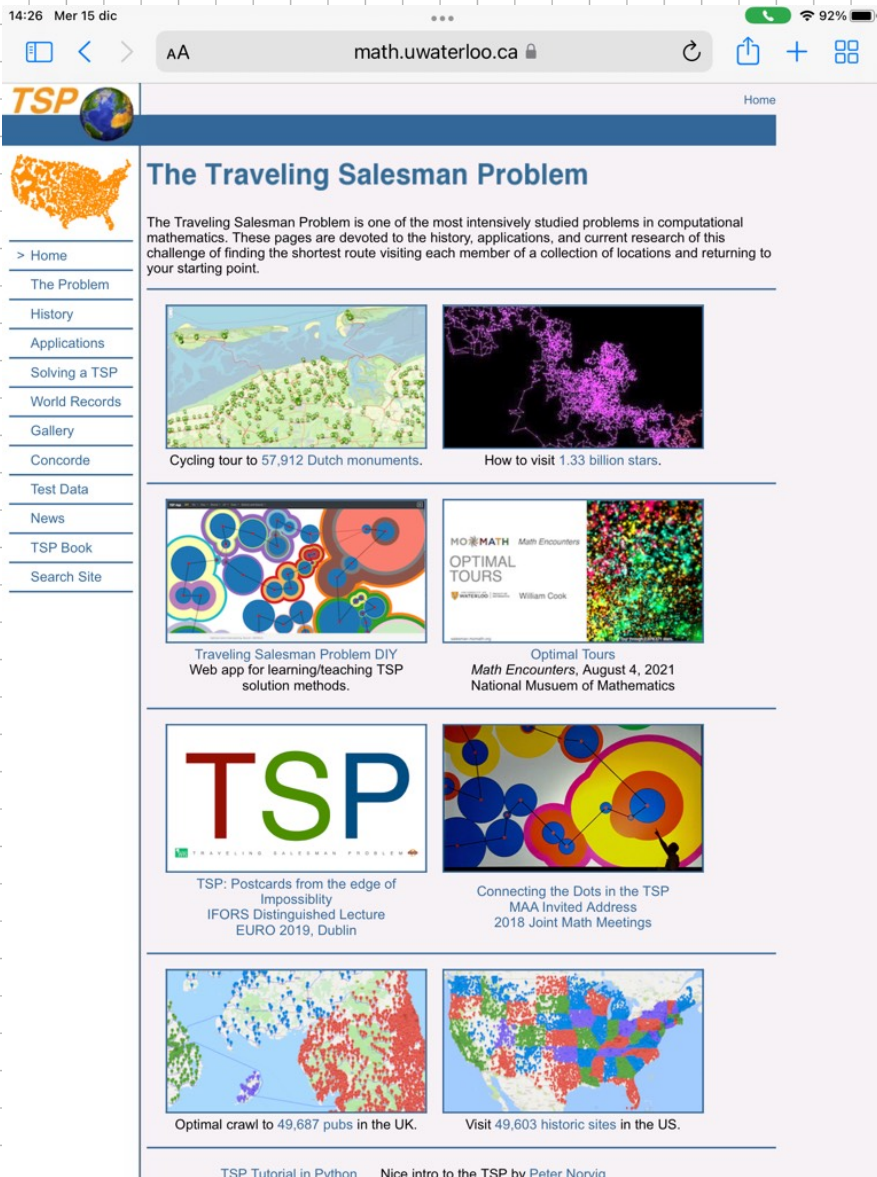 14:26 Mer 15 dic
92%
AA
math.uwaterloo.ca
TSP
Home
The Traveling Salesman Problem
The Traveling Salesman Problem is one of the most intensively studied problems in computational
mathematics. These pages are devoted to the history, applications, and current research of this
challenge of finding the shortest route visiting each member of a collection of locations and returning to
your starting point.
> Home
The Problem
History
Applications
Solving a TSP
World Records
Gallery
Concorde
Test Data
News
TSP Book
Search Site
Cycling tour to 57,912 Dutch monuments.
How to visit 1.33 billion stars.
Traveling Salesman Problem DIY
Web app for learning/teaching TSP
solution methods.
MOMATH Math Encounters
OPTIMAL
TOURS
WATERLOO
William Cook
Optimal Tours
Math Encounters, August 4, 2021
National Musuem of Mathematics
TSP
TRAVELING SALESMAN PROBLEM
TSP: Postcards from the edge of
Impossiblity
IFORS Distinguished Lecture
EURO 2019, Dublin
Connecting the Dots in the TSP
MAA Invited Address
2018 Joint Math Meetings
Optimal crawl to 49,687 pubs in the UK.
Visit 49,603 historic sites in the US.
TSP Tutorial in Python Nice intro to the TSP by Peter Norvig